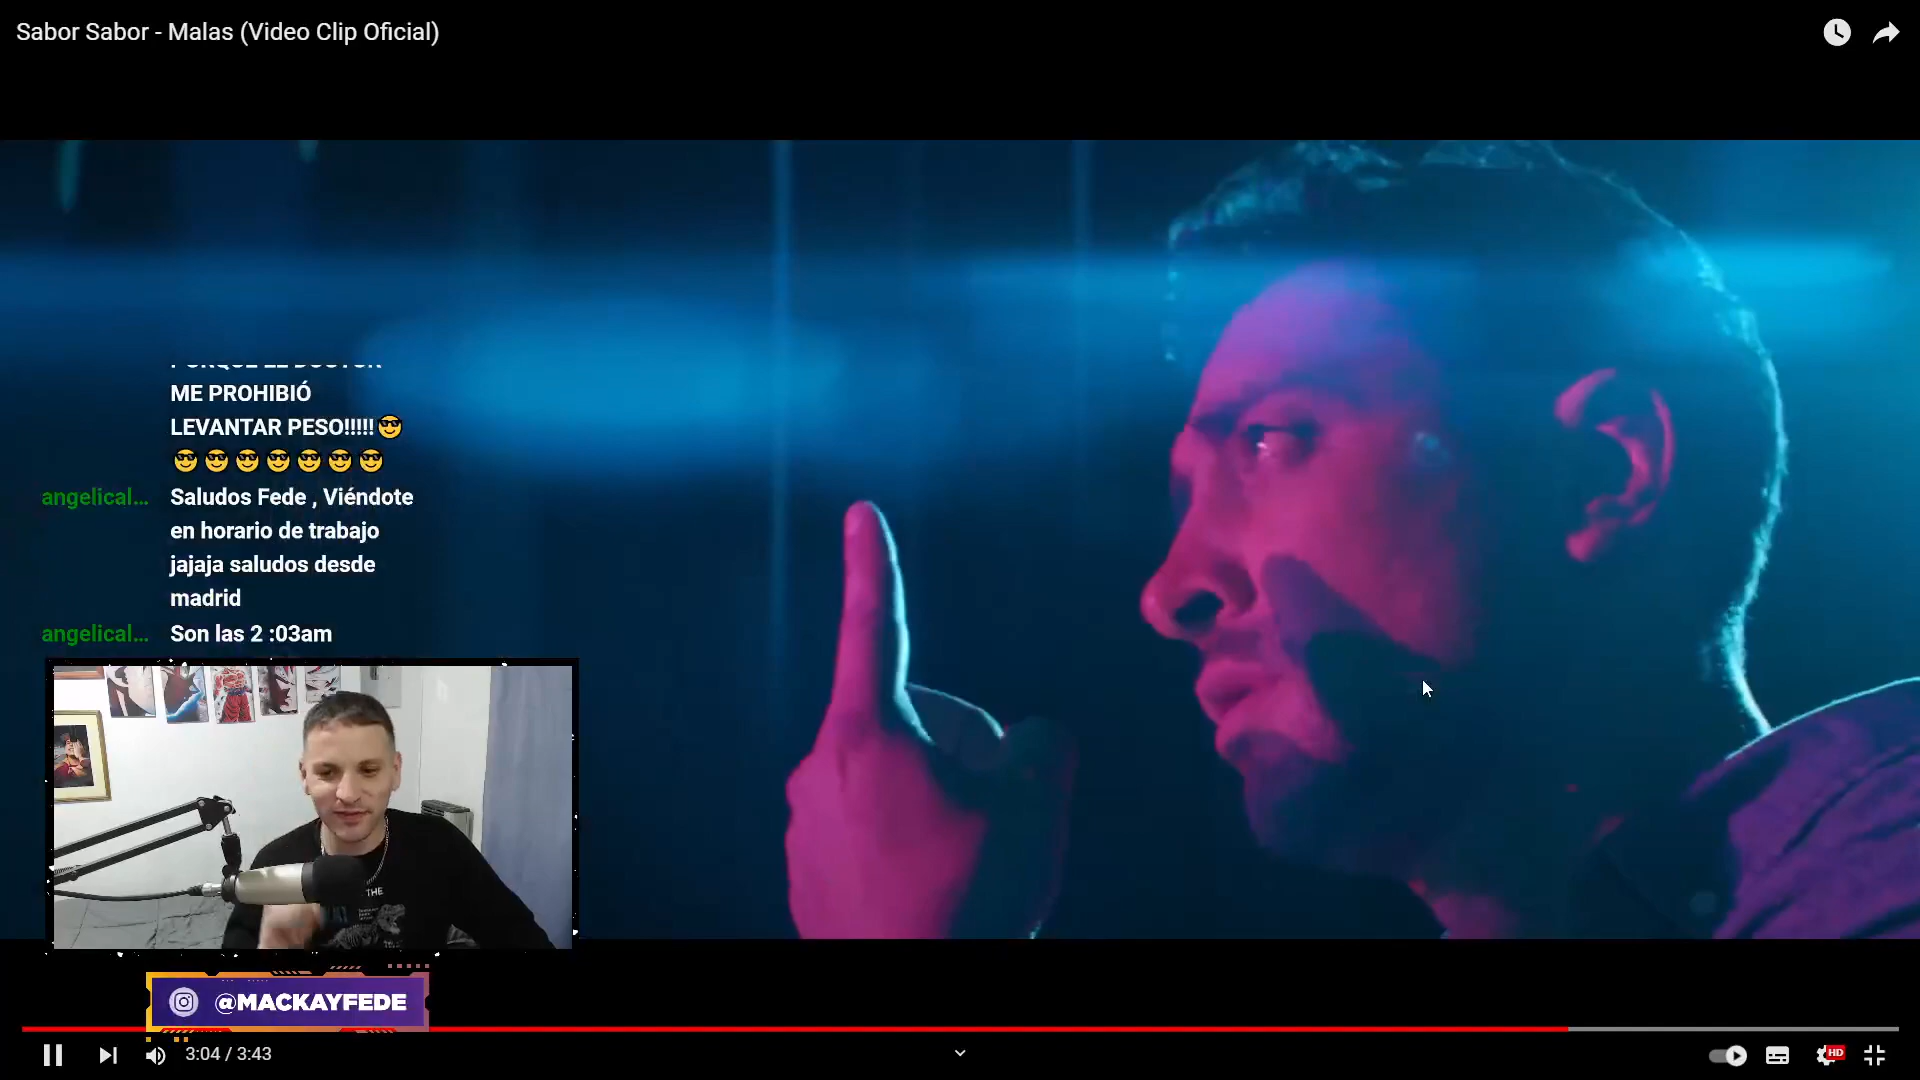 Sabor Sabor - Malas (Video Clip Oficial)
ME PROHIBIÓ
LEVANTAR PESO!!!!!😎
😎😎😎😎😎😎😎
angelical... Saludos Fede , Viéndote
en horario de trabajo
jajaja saludos desde
madrid
angelical... Son las 2 :03am
THE
@MACKAYFEDE
3:04 / 3:43
HD